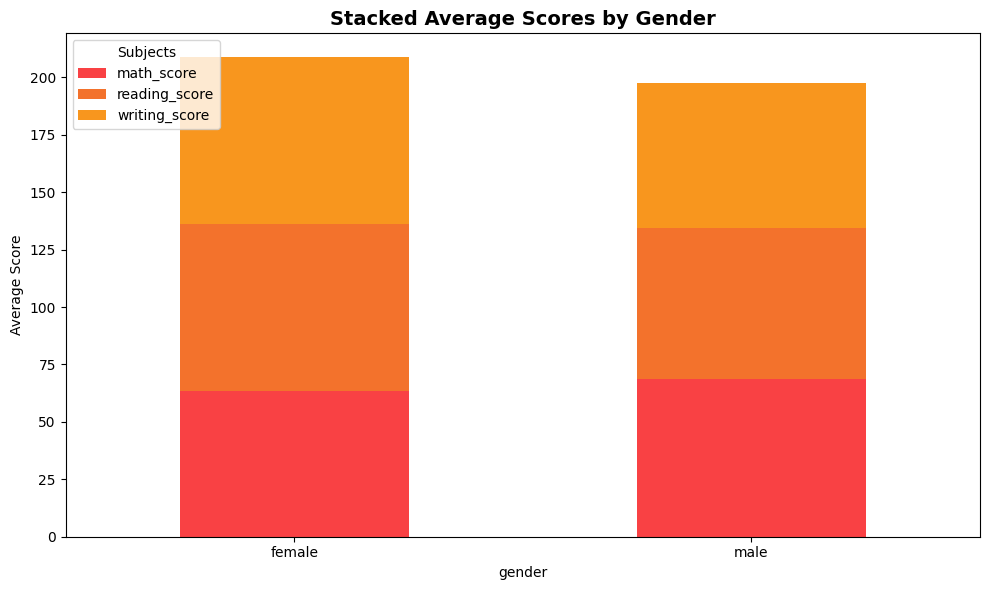 Stacked Average Scores by Gender
Subjects
math_score
reading_score
writing_score
Average Score
200
175
150
125
100
75
50
25
0
female male
gender